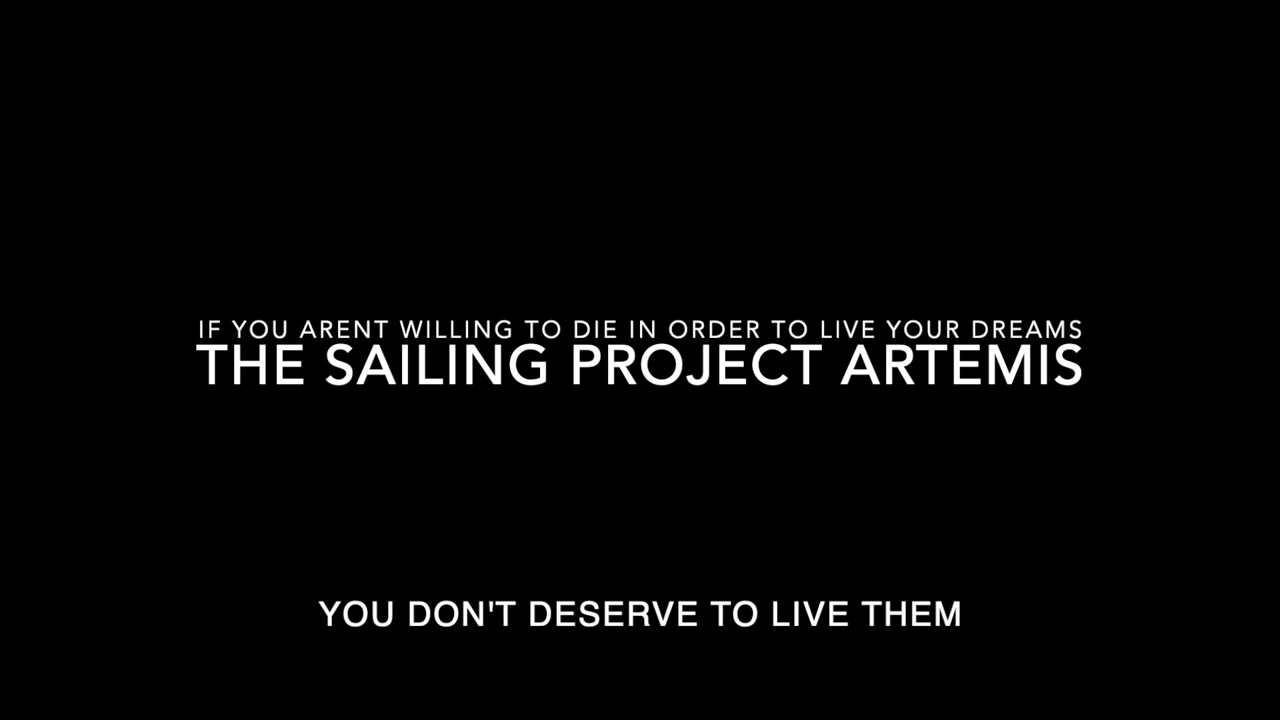 IF YOU ARENT WILLING TO DIE IN ORDER TO LIVE YOUR DREAMS
THE SAILING PROJECT ARTEMIS
YOU DON'T DESERVE TO LIVE THEM